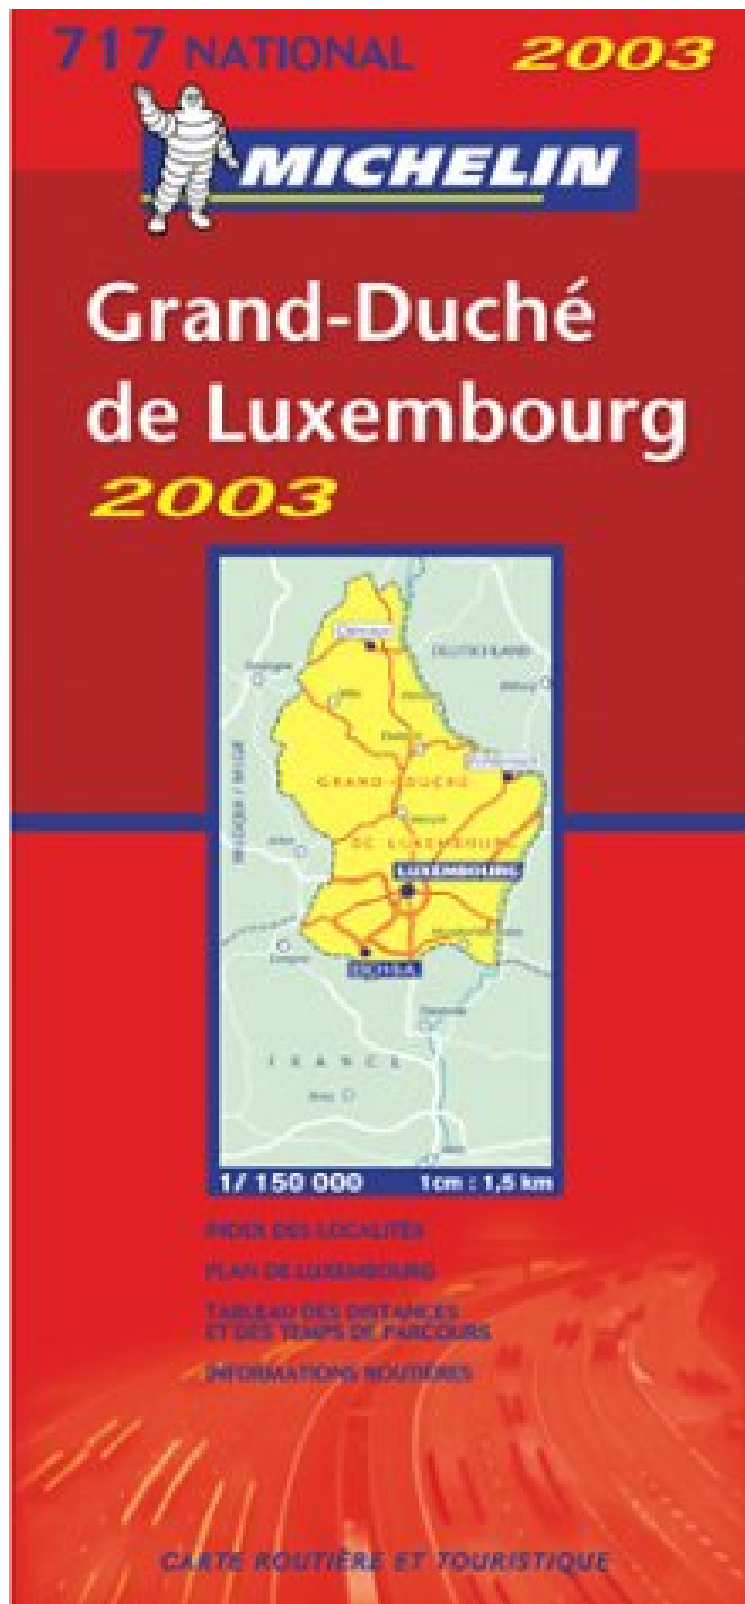 717 NATIONAL
2003
MICHELIN
Grand-Duché
de Luxembourg
2003
DEUTSCHLAND
GRAND-DUCHÉ
DE LUXEMBOURG
LUXEMBOURG
FRANCE
1/ 150 000
1cm : 1,5 km
INDEX DES LOCALITÉS
PLAN DE LUXEMBOURG
TABLEAU DES DISTANCES
ET DES TEMPS DE PARCOURS
INFORMATIONS ROUTIÈRES
CARTE ROUTIÈRE ET TOURISTIQUE